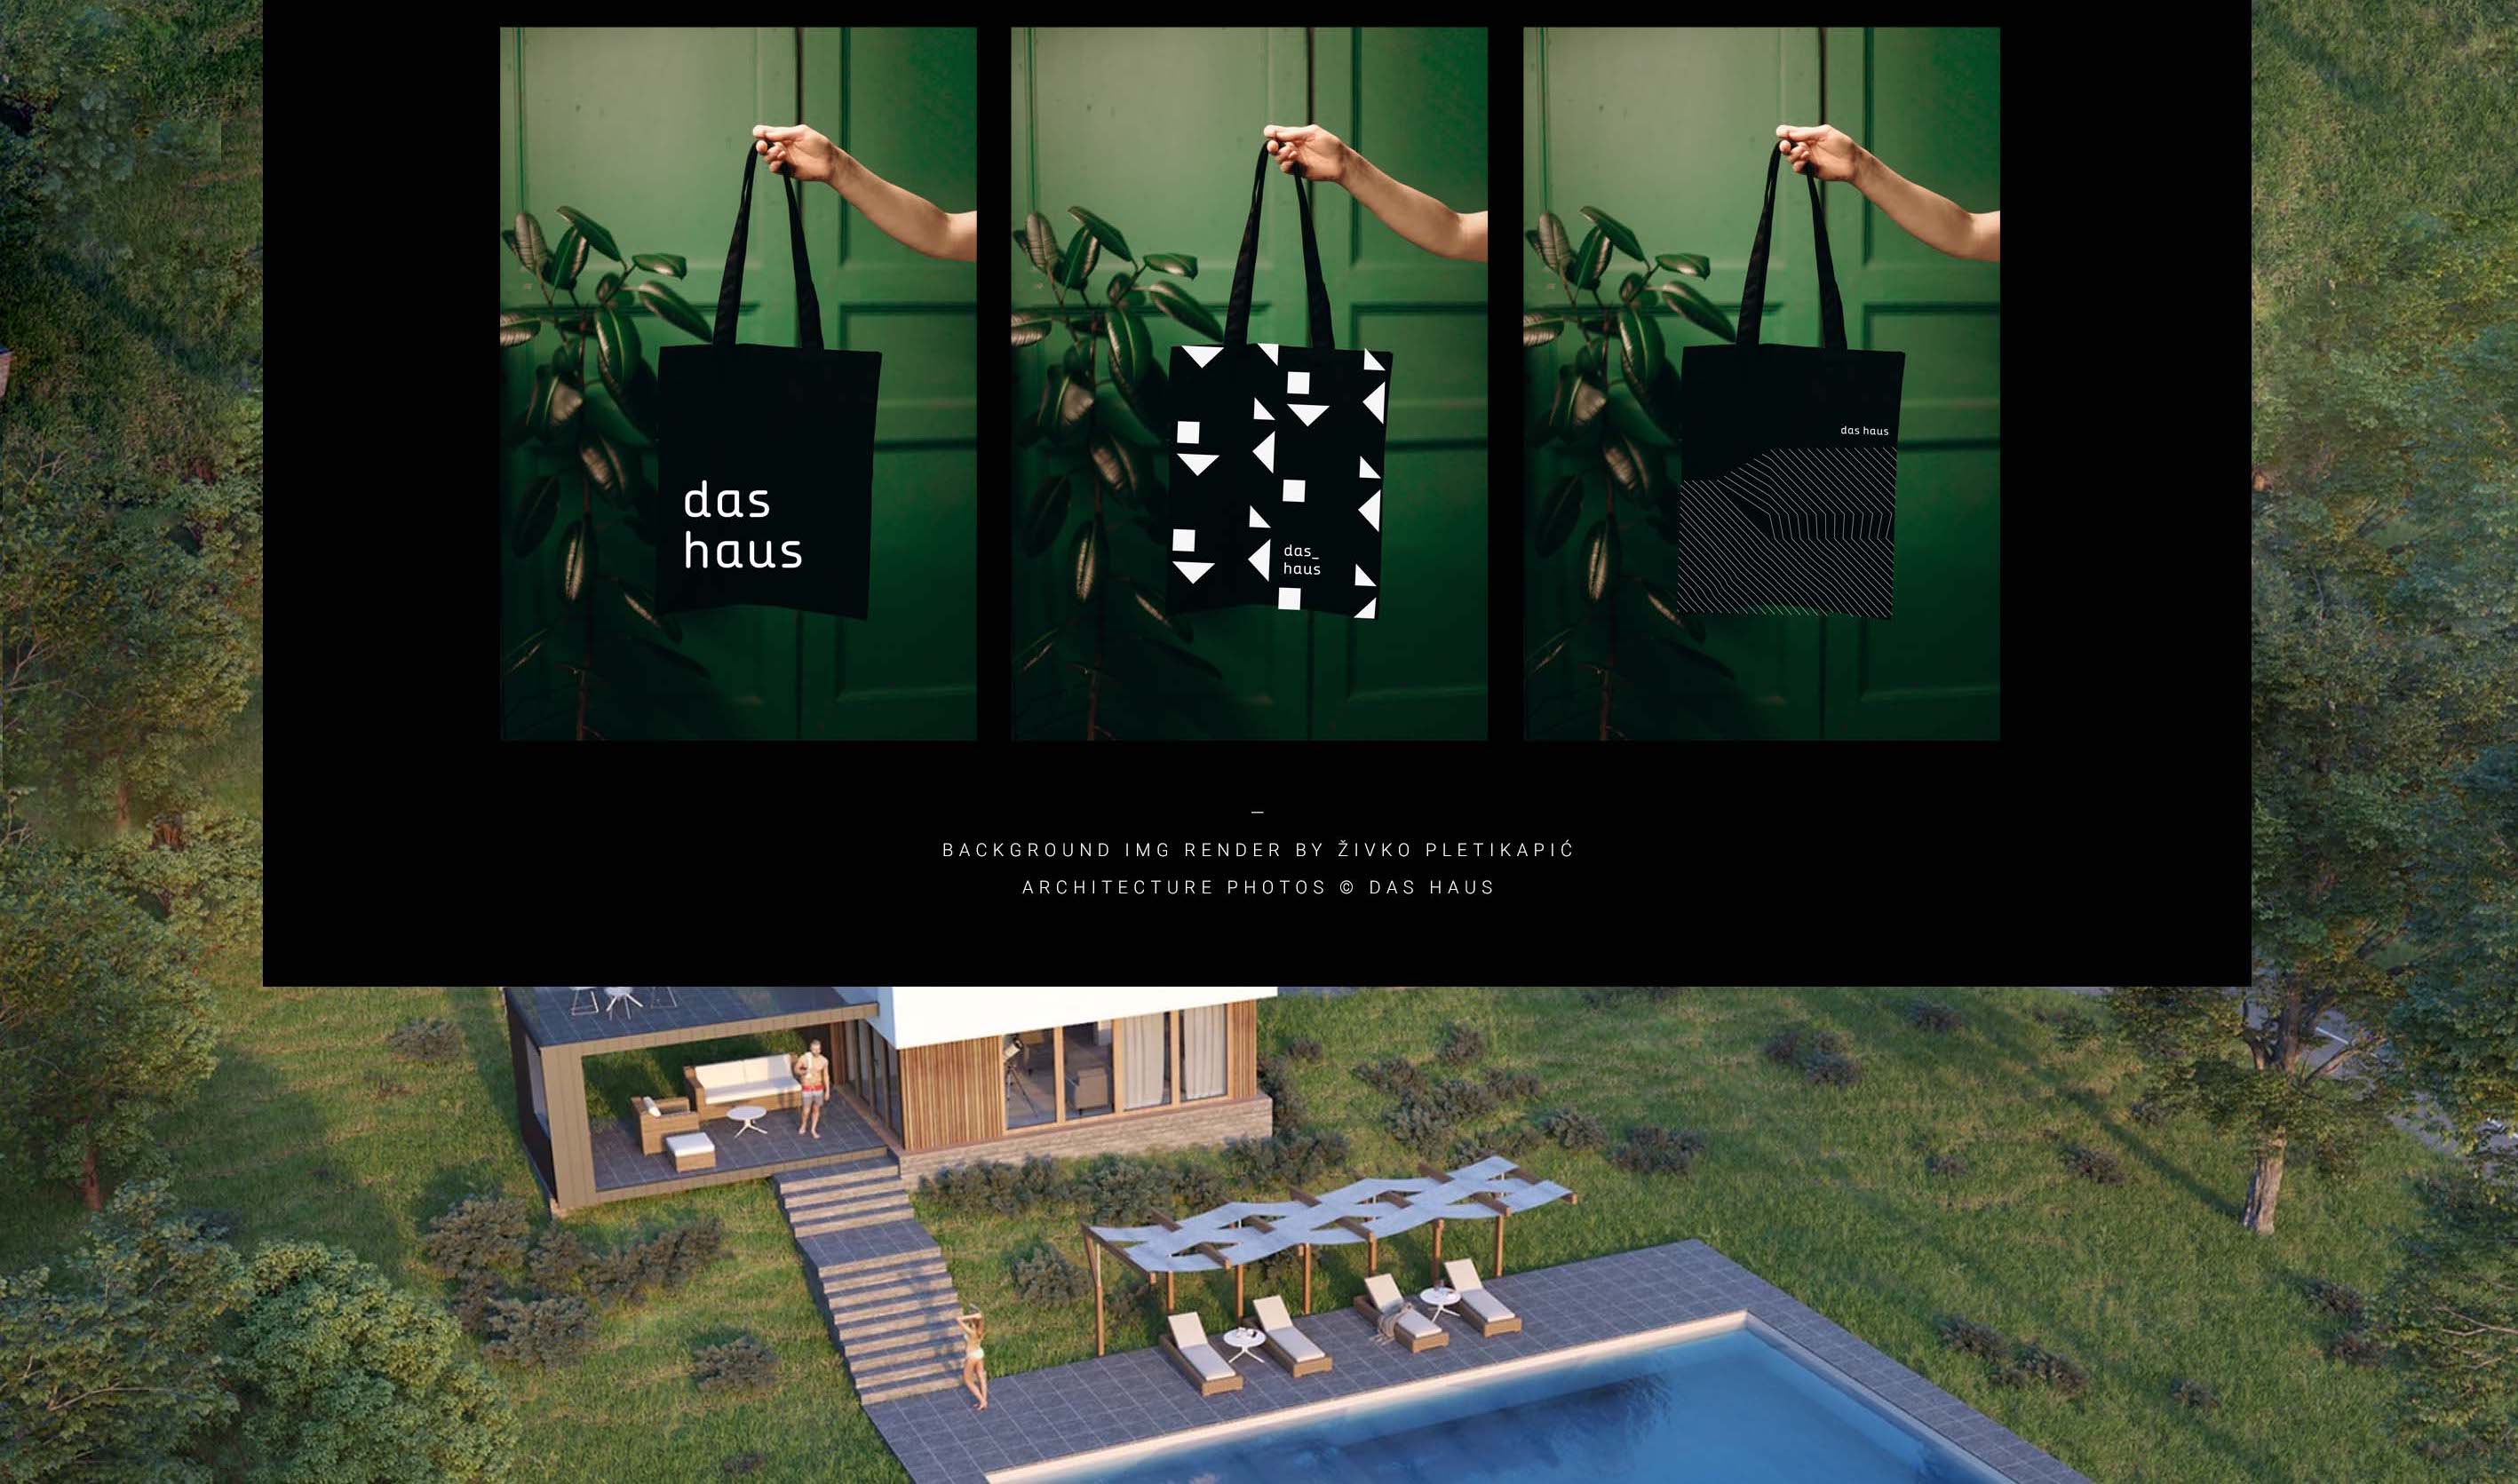 das
haus
das_
haus
das haus
—
BACKGROUND IMG RENDER BY ŽIVKO PLETIKAPIĆ
ARCHITECTURE PHOTOS © DAS HAUS